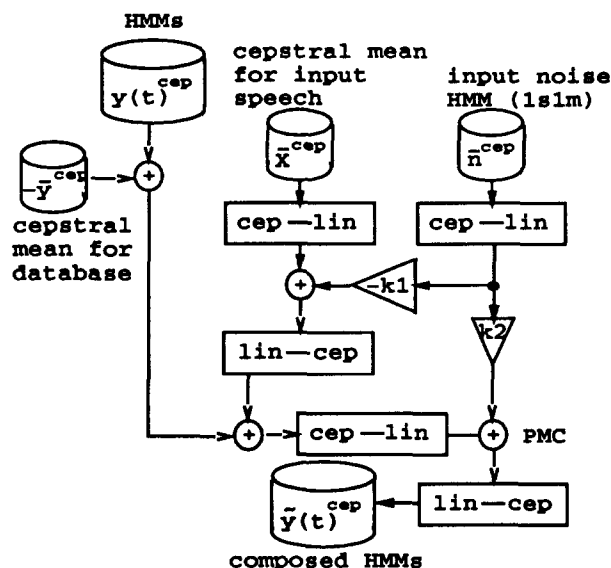 HMMs
y(t)^cep
cepstral mean
for input
speech
x̄^cep
input noise
HMM (1s1m)
n̄^cep
-ȳ^cep
cepstral
mean for
database
+
cep—lin
cep—lin
+
-k1
k2
lin—cep
+
cep—lin
+
PMC
lin—cep
ỹ(t)^cep
composed HMMs